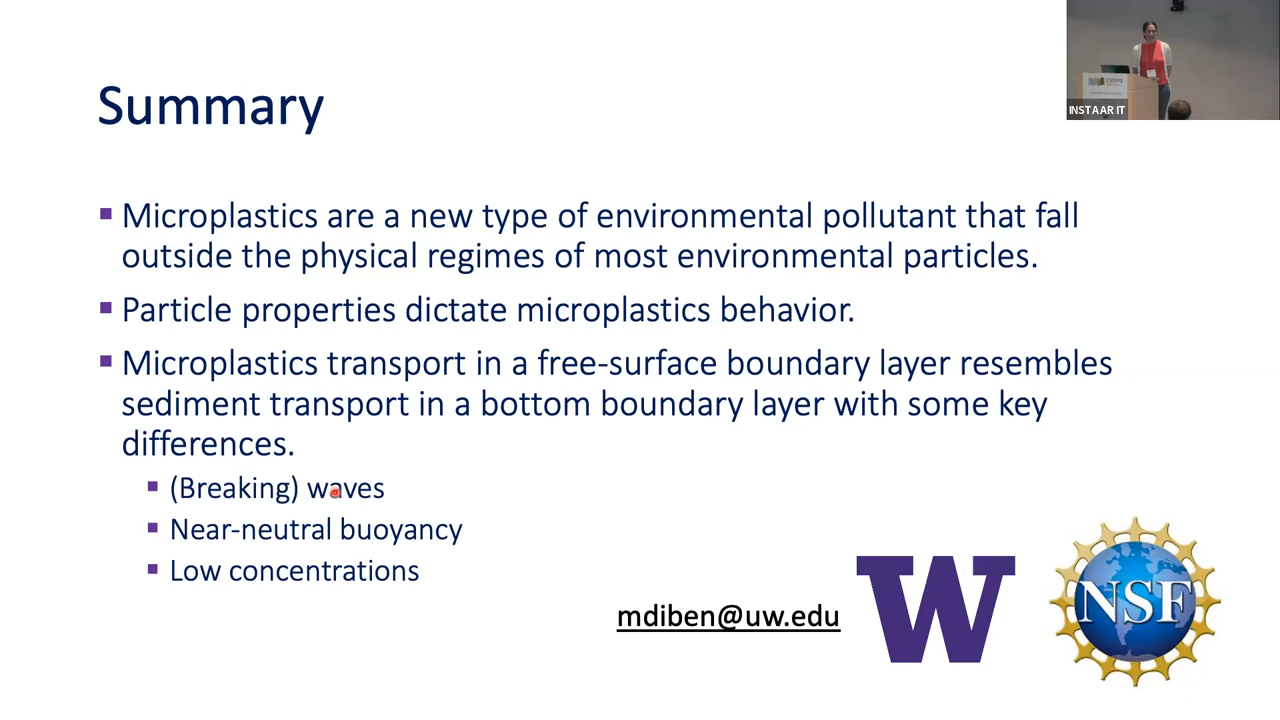 Summary
INSTAAR IT
Microplastics are a new type of environmental pollutant that fall
outside the physical regimes of most environmental particles.
Particle properties dictate microplastics behavior.
Microplastics transport in a free-surface boundary layer resembles
sediment transport in a bottom boundary layer with some key
differences.
(Breaking) waves
Near-neutral buoyancy
Low concentrations
mdiben@uw.edu
W
NSF